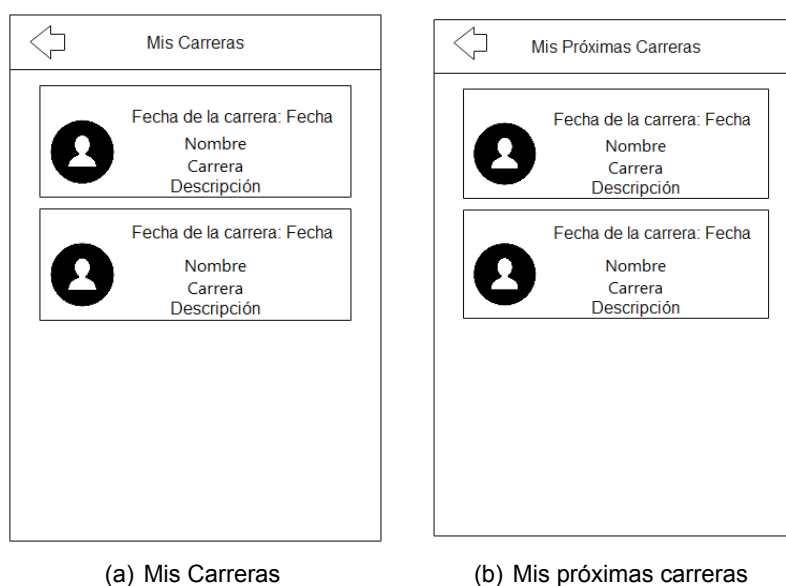 Mis Carreras
Fecha de la carrera: Fecha
Nombre
Carrera
Descripción
Fecha de la carrera: Fecha
Nombre
Carrera
Descripción
(a) Mis Carreras
Mis Próximas Carreras
Fecha de la carrera: Fecha
Nombre
Carrera
Descripción
Fecha de la carrera: Fecha
Nombre
Carrera
Descripción
(b) Mis próximas carreras